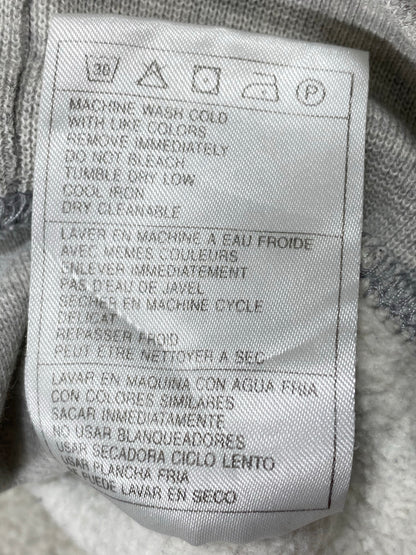 30 P
MACHINE WASH COLD
WITH LIKE COLORS
REMOVE IMMEDIATELY
DO NOT BLEACH
TUMBLE DRY LOW
COOL IRON
DRY CLEANABLE
LAVER EN MACHINE A EAU FROIDE
AVEC MEMES COULEURS
ENLEVER IMMEDIATEMENT
PAS D'EAU DE JAVEL
SECHER EN MACHINE CYCLE
DELICAT
REPASSER FROID
PEUT ETRE NETTOYER A SEC
LAVAR EN MAQUINA CON AGUA FRIA
CON COLORES SIMILARES
SACAR INMEDIATAMENTE
NO USAR BLANQUEADORES
USAR SECADORA CICLO LENTO
USAR PLANCHA FRIA
SE PUEDE LAVAR EN SECO